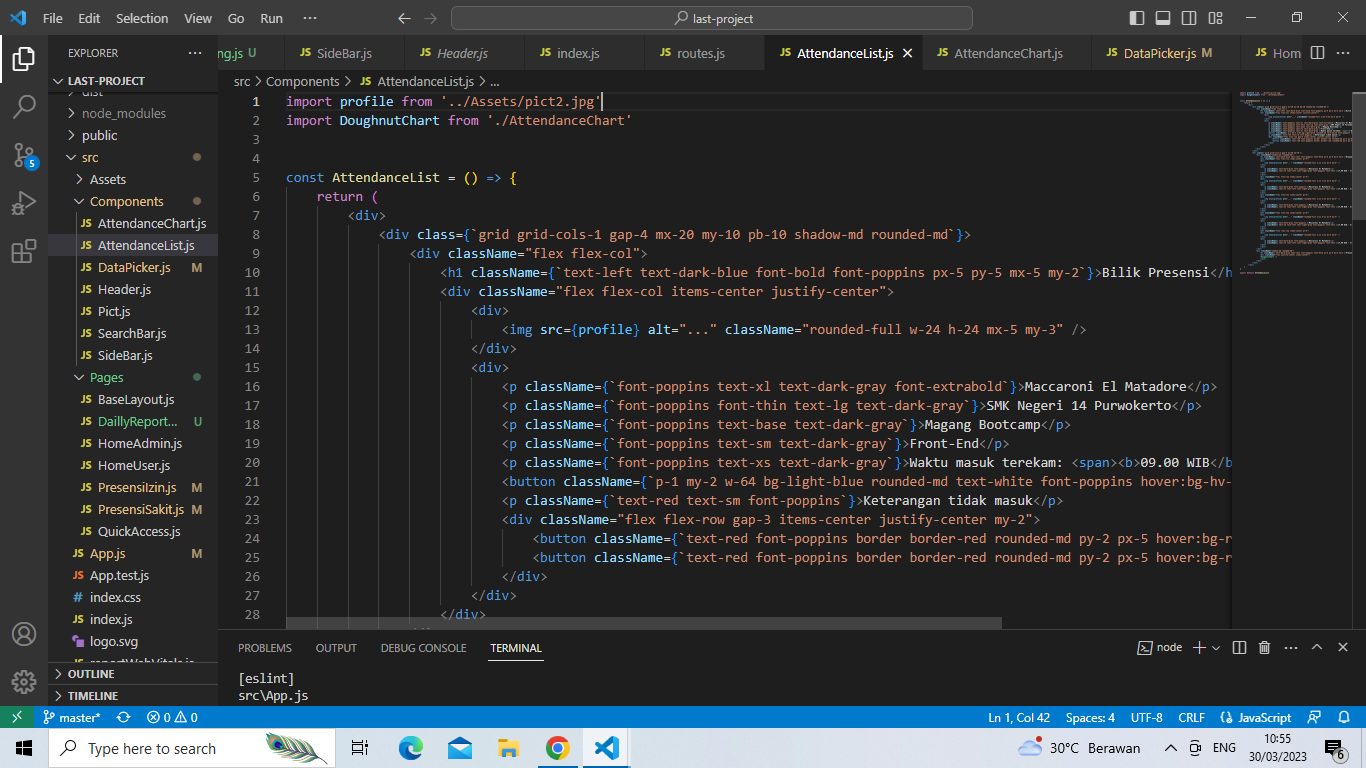 File Edit Selection View Go Run ··· last-project
EXPLORER ···
LAST-PROJECT
dist
node_modules
public
src
Assets
Components
JS AttendanceChart.js
JS AttendanceList.js
JS DataPicker.js M
JS Header.js
JS Pict.js
JS SearchBar.js
JS SideBar.js
Pages
JS BaseLayout.js
JS DaillyReport... U
JS HomeAdmin.js
JS HomeUser.js
JS PresensiIzin.js M
JS PresensiSakit.js M
JS QuickAccess.js
JS App.js M
JS App.test.js
# index.css
JS index.js
logo.svg
JS reportWebVitals.js
OUTLINE
TIMELINE
5
ng.js U JS SideBar.js JS Header.js JS index.js JS routes.js JS AttendanceList.js JS AttendanceChart.js JS DataPicker.js M JS Hom ···
src > Components > JS AttendanceList.js > ...
1 import profile from '../Assets/pict2.jpg'
2 import DoughnutChart from './AttendanceChart'
3
4
5 const AttendanceList = () => {
6 return (
7 <div>
8 <div class={`grid grid-cols-1 gap-4 mx-20 my-10 pb-10 shadow-md rounded-md`}>
9 <div className="flex flex-col">
10 <h1 className={`text-left text-dark-blue font-bold font-poppins px-5 py-5 mx-5 my-2`}>Bilik Presensi</h
11 <div className="flex flex-col items-center justify-center">
12 <div>
13 <img src={profile} alt="..." className="rounded-full w-24 h-24 mx-5 my-3" />
14 </div>
15 <div>
16 <p className={`font-poppins text-xl text-dark-gray font-extrabold`}>Maccaroni El Matadore</p>
17 <p className={`font-poppins font-thin text-lg text-dark-gray`}>SMK Negeri 14 Purwokerto</p>
18 <p className={`font-poppins text-base text-dark-gray`}>Magang Bootcamp</p>
19 <p className={`font-poppins text-sm text-dark-gray`}>Front-End</p>
20 <p className={`font-poppins text-xs text-dark-gray`}>Waktu masuk terekam: <span><b>09.00 WIB</b
21 <button className={`p-1 my-2 w-64 bg-light-blue rounded-md text-white font-poppins hover:bg-hv-
22 <p className={`text-red text-sm font-poppins`}>Keterangan tidak masuk</p>
23 <div className="flex flex-row gap-3 items-center justify-center my-2">
24 <button className={`text-red font-poppins border border-red rounded-md py-2 px-5 hover:bg-r
25 <button className={`text-red font-poppins border border-red rounded-md py-2 px-5 hover:bg-r
26 </div>
27 </div>
28 </div>
PROBLEMS OUTPUT DEBUG CONSOLE TERMINAL node ···
[eslint]
src\App.js
master* 0 0 Ln 1, Col 42 Spaces: 4 UTF-8 CRLF JavaScript
Type here to search 30°C Berawan ENG 10:55
30/03/2023 6